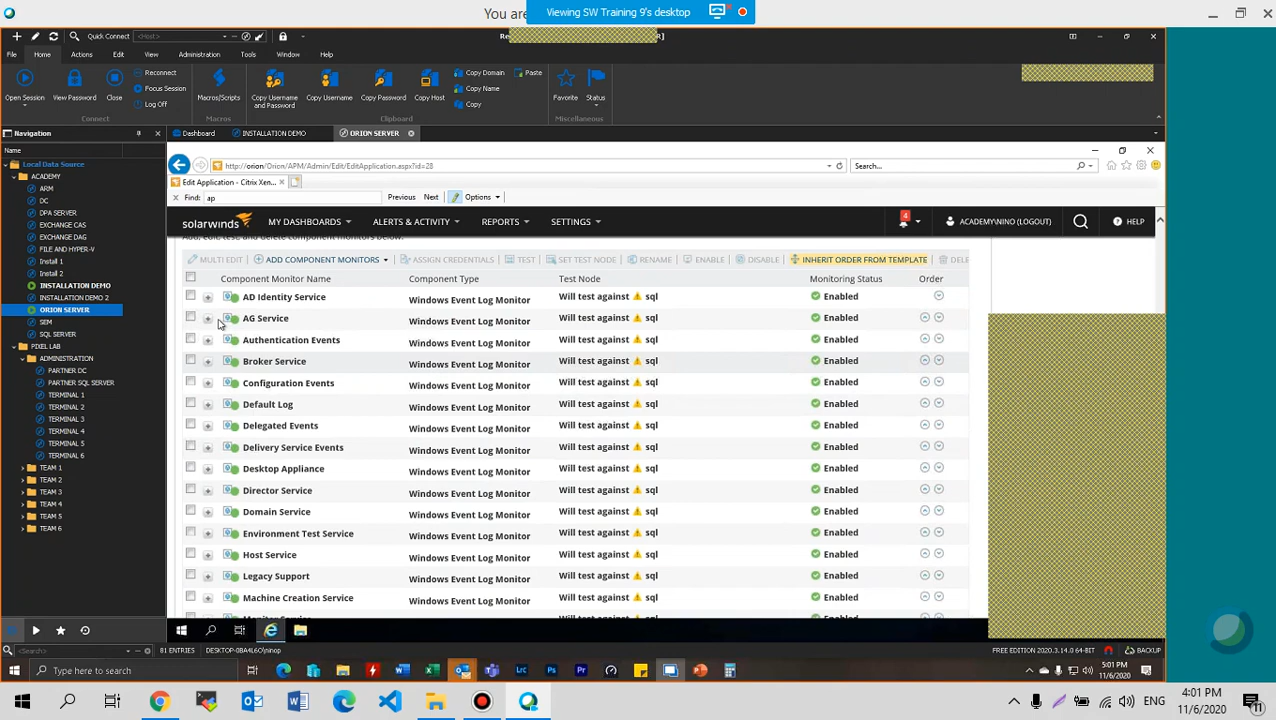 You are
Viewing SW Training 9's desktop
Quick Connect
<Host>
Re
]
File
Home
Actions
Edit
View
Administration
Tools
Window
Help
Open Session
View Password
Close
Reconnect
Focus Session
Log Off
Connect
Macros/Scripts
Macros
Copy Username and Password
Copy Username
Copy Password
Copy Host
Copy Domain
Copy Name
Copy
Paste
Clipboard
Favorite
Status
Miscellaneous
Navigation
Dashboard
INSTALLATION DEMO
ORION SERVER
Name
Local Data Source
ACADEMY
ARM
DC
DPA SERVER
EXCHANGE CAS
EXCHANGE DAG
FILE AND HYPER-V
Install 1
Install 2
INSTALLATION DEMO
INSTALLATION DEMO 2
ORION SERVER
SEM
SQL SERVER
PIXEL LAB
ADMINISTRATION
PARTNER DC
PARTNER SQL SERVER
TERMINAL 1
TERMINAL 2
TERMINAL 3
TERMINAL 4
TERMINAL 5
TERMINAL 6
TEAM 1
TEAM 2
TEAM 3
TEAM 4
TEAM 5
TEAM 6
http://orion/Orion/APM/Admin/Edit/EditApplication.aspx?id=28
Search...
Edit Application - Citrix Xen...
Find: ap
Previous
Next
Options
solarwinds
MY DASHBOARDS
ALERTS & ACTIVITY
REPORTS
SETTINGS
4
ACADEMY\NINO (LOGOUT)
? HELP
Add, edit, test, and delete component monitors below.
MULTI EDIT
ADD COMPONENT MONITORS
ASSIGN CREDENTIALS
TEST
SET TEST NODE
RENAME
ENABLE
DISABLE
INHERIT ORDER FROM TEMPLATE
DELE
Component Monitor Name
Component Type
Test Node
Monitoring Status
Order
AD Identity Service Windows Event Log Monitor Will test against sql Enabled
AG Service Windows Event Log Monitor Will test against sql Enabled
Authentication Events Windows Event Log Monitor Will test against sql Enabled
Broker Service Windows Event Log Monitor Will test against sql Enabled
Configuration Events Windows Event Log Monitor Will test against sql Enabled
Default Log Windows Event Log Monitor Will test against sql Enabled
Delegated Events Windows Event Log Monitor Will test against sql Enabled
Delivery Service Events Windows Event Log Monitor Will test against sql Enabled
Desktop Appliance Windows Event Log Monitor Will test against sql Enabled
Director Service Windows Event Log Monitor Will test against sql Enabled
Domain Service Windows Event Log Monitor Will test against sql Enabled
Environment Test Service Windows Event Log Monitor Will test against sql Enabled
Host Service Windows Event Log Monitor Will test against sql Enabled
Legacy Support Windows Event Log Monitor Will test against sql Enabled
Machine Creation Service Windows Event Log Monitor Will test against sql Enabled
<Search>
81 ENTRIES
DESKTOP-0BA4L6O\ninop
FREE EDITION 2020.3.14.0 64-BIT
BACKUP
Type here to search
5:01 PM
11/6/2020
ENG
4:01 PM
11/6/2020